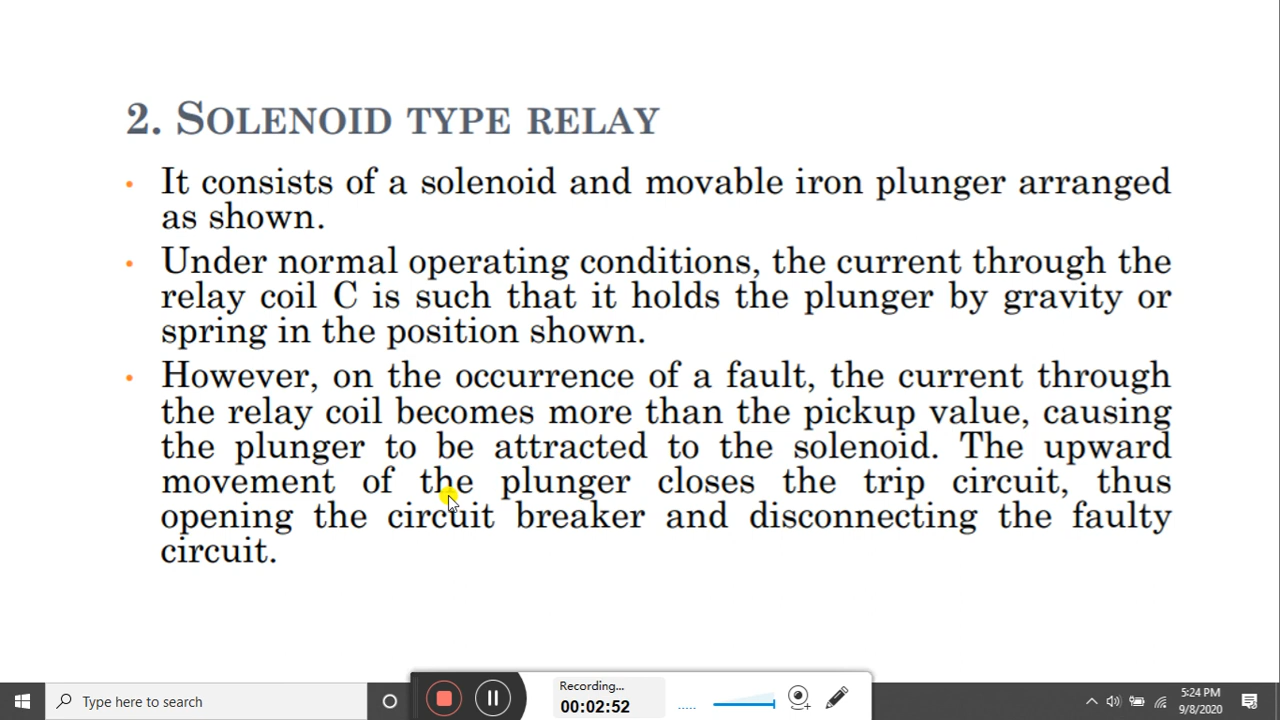 2. SOLENOID TYPE RELAY
• It consists of a solenoid and movable iron plunger arranged
as shown.
• Under normal operating conditions, the current through the
relay coil C is such that it holds the plunger by gravity or
spring in the position shown.
• However, on the occurrence of a fault, the current through
the relay coil becomes more than the pickup value, causing
the plunger to be attracted to the solenoid. The upward
movement of the plunger closes the trip circuit, thus
opening the circuit breaker and disconnecting the faulty
circuit.
Type here to search
Recording...
00:02:52
5:24 PM
9/8/2020